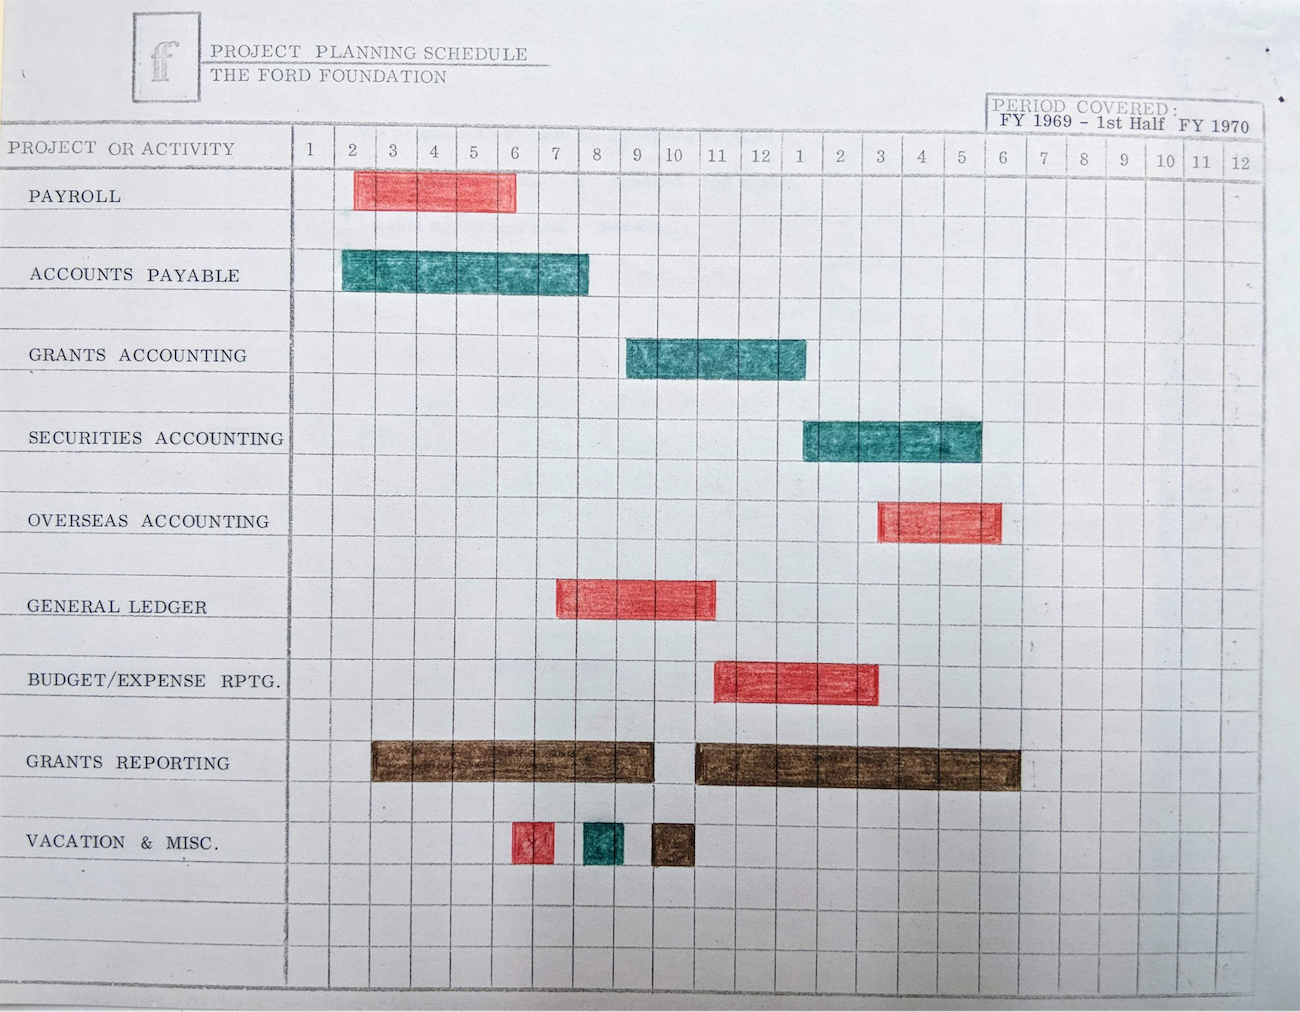 f
PROJECT PLANNING SCHEDULE
THE FORD FOUNDATION
PERIOD COVERED:
FY 1969 - 1st Half FY 1970
PROJECT OR ACTIVITY 1 2 3 4 5 6 7 8 9 10 11 12 1 2 3 4 5 6 7 8 9 10 11 12
PAYROLL
ACCOUNTS PAYABLE
GRANTS ACCOUNTING
SECURITIES ACCOUNTING
OVERSEAS ACCOUNTING
GENERAL LEDGER
BUDGET/EXPENSE RPTG.
GRANTS REPORTING
VACATION & MISC.